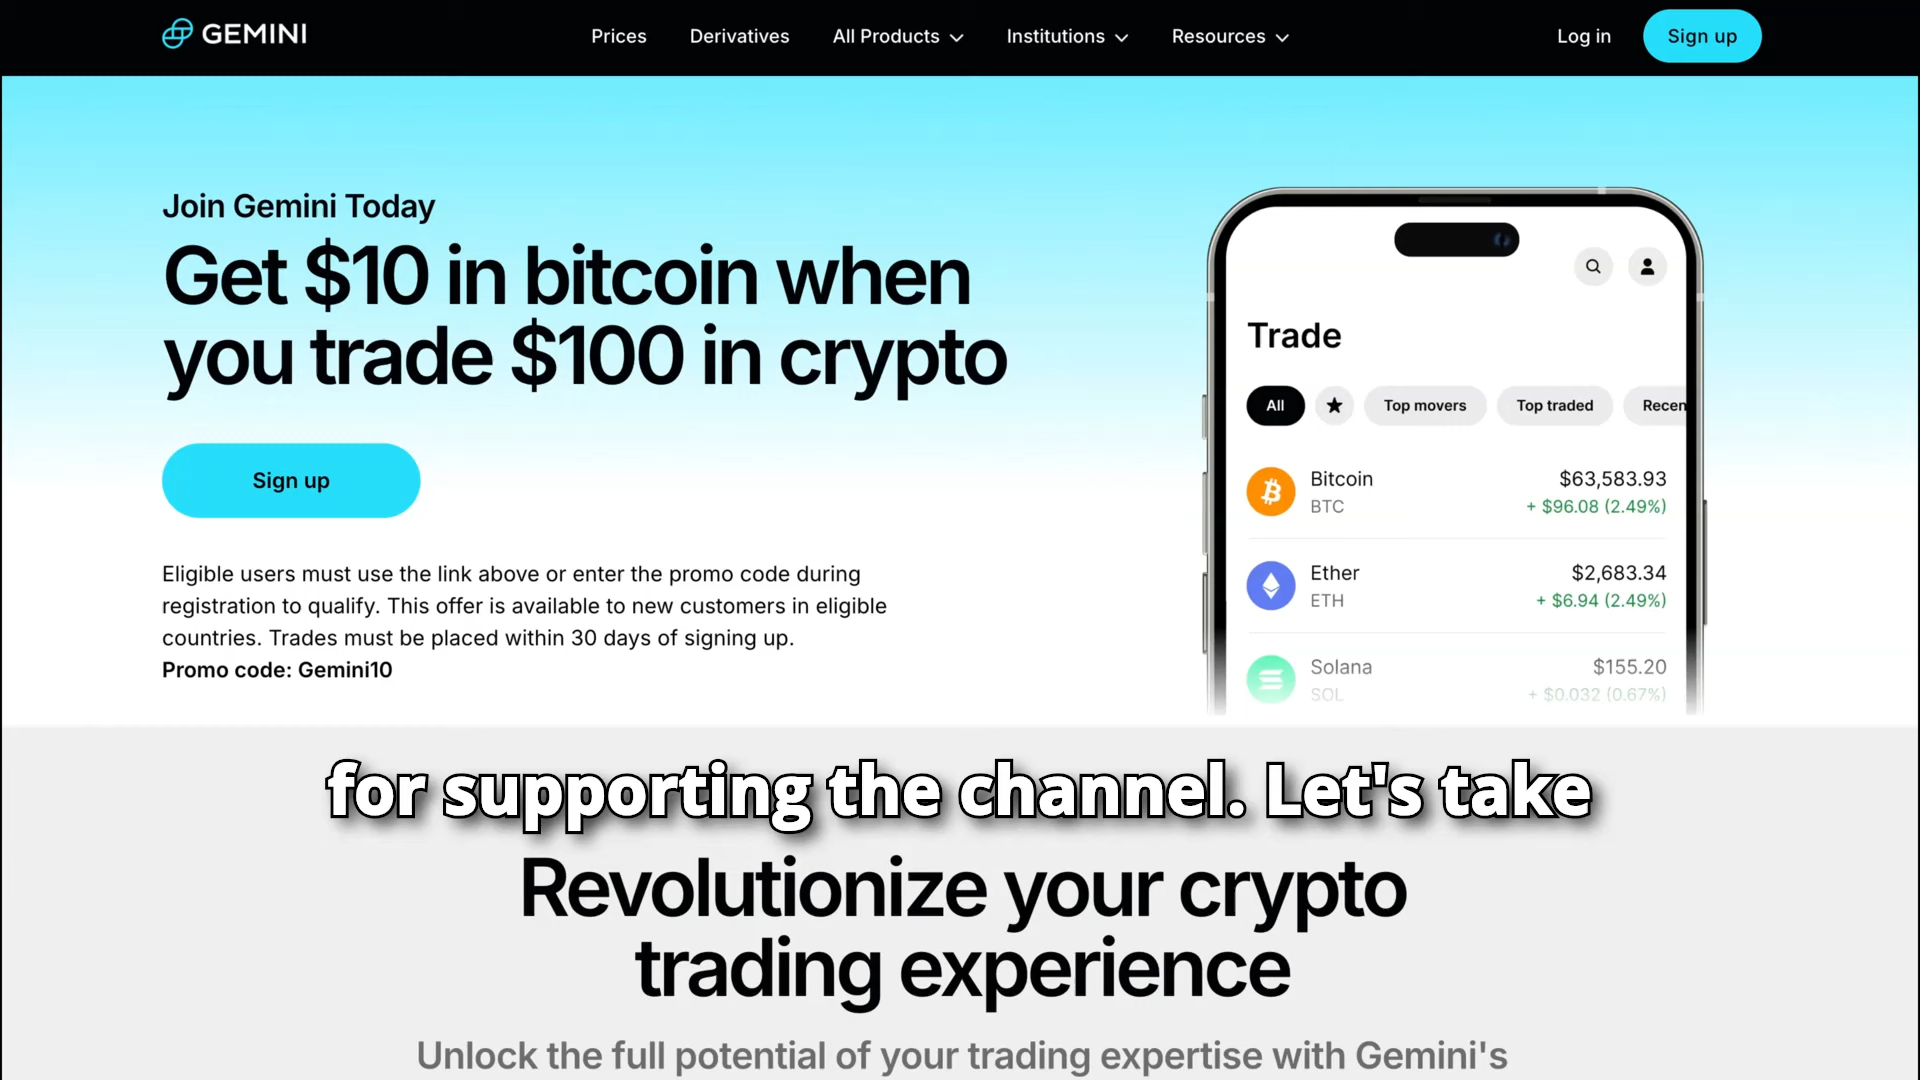 GEMINI
Prices Derivatives All Products Institutions Resources Log in Sign up
Join Gemini Today
Get $10 in bitcoin when
you trade $100 in crypto
Sign up
Eligible users must use the link above or enter the promo code during
registration to qualify. This offer is available to new customers in eligible
countries. Trades must be placed within 30 days of signing up.
Promo code: Gemini10
Trade
All Top movers Top traded Recen
Bitcoin $63,583.93
BTC + $96.08 (2.49%)
Ether $2,683.34
ETH + $6.94 (2.49%)
Solana $155.20
SOL + $0.032 (0.67%)
for supporting the channel. Let's take
Revolutionize your crypto
trading experience
Unlock the full potential of your trading expertise with Gemini's